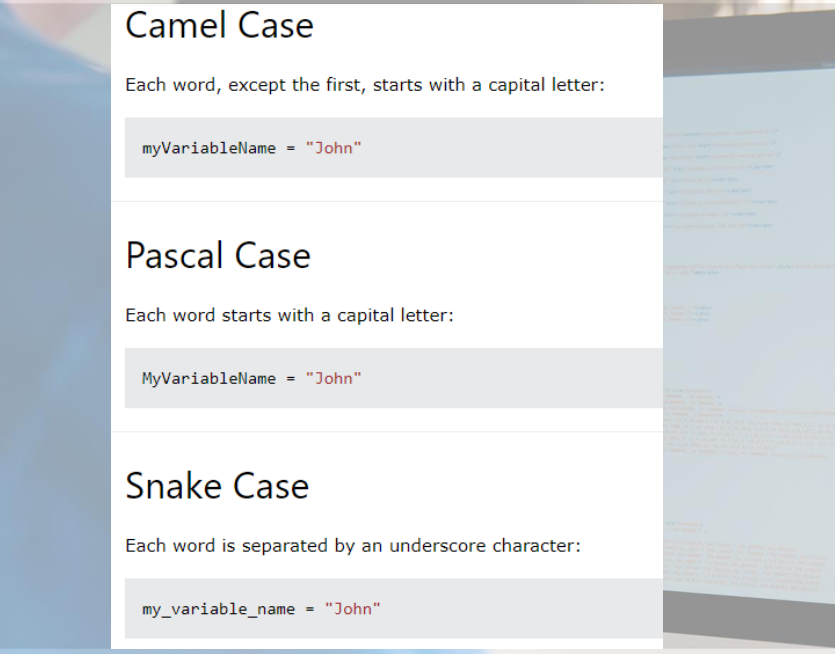 Camel Case
Each word, except the first, starts with a capital letter:
myVariableName = "John"
Pascal Case
Each word starts with a capital letter:
MyVariableName = "John"
Snake Case
Each word is separated by an underscore character:
my_variable_name = "John"